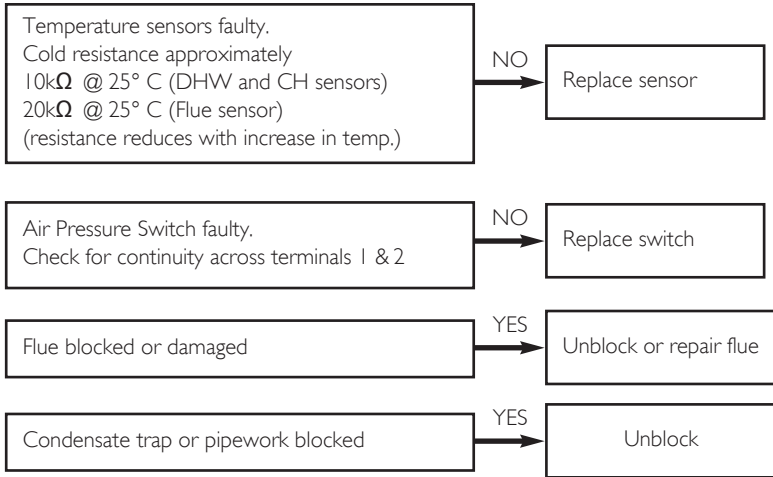 Temperature sensors faulty.
Cold resistance approximately
10kΩ @ 25° C (DHW and CH sensors)
20kΩ @ 25° C (Flue sensor)
(resistance reduces with increase in temp.)
NO
Replace sensor
Air Pressure Switch faulty.
Check for continuity across terminals 1 & 2
NO
Replace switch
Flue blocked or damaged
YES
Unblock or repair flue
Condensate trap or pipework blocked
YES
Unblock